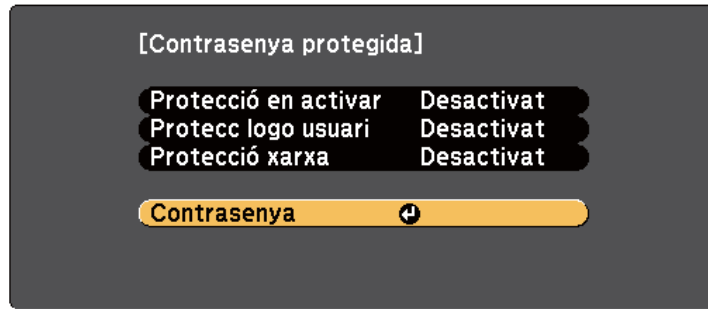 [Contrasenya protegida]
Protecció en activar Desactivat
Protecc logo usuari Desactivat
Protecció xarxa Desactivat
Contrasenya